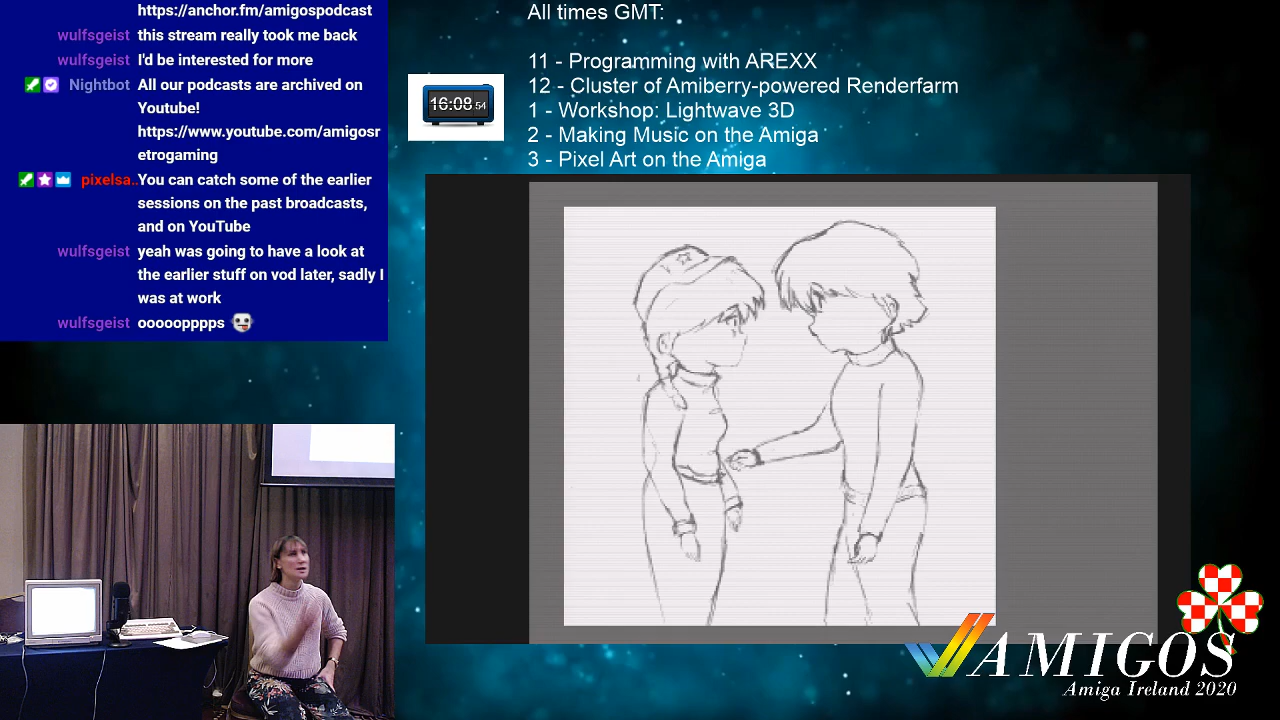 https://anchor.fm/amigospodcast
wulfsgeist this stream really took me back
wulfsgeist I'd be interested for more
Nightbot All our podcasts are archived on
Youtube!
https://www.youtube.com/amigosr
etrogaming
pixelsa.. You can catch some of the earlier
sessions on the past broadcasts,
and on YouTube
wulfsgeist yeah was going to have a look at
the earlier stuff on vod later, sadly I
was at work
wulfsgeist ooooopppps
16:08 54
All times GMT:
11 - Programming with AREXX
12 - Cluster of Amiberry-powered Renderfarm
1 - Workshop: Lightwave 3D
2 - Making Music on the Amiga
3 - Pixel Art on the Amiga
AMIGOS
Amiga Ireland 2020